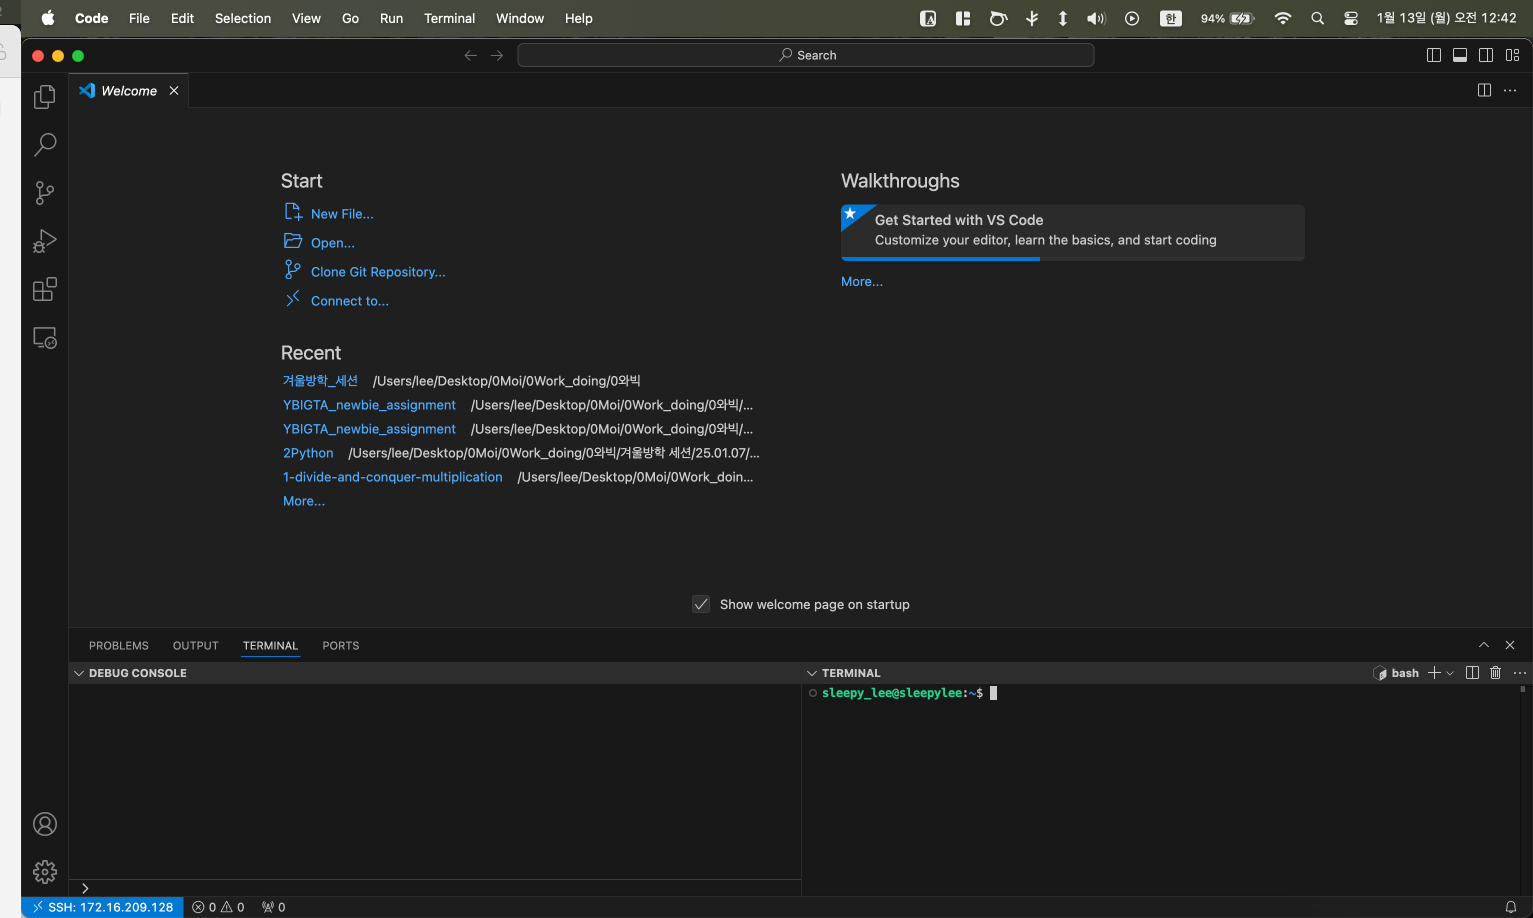 Code File Edit Selection View Go Run Terminal Window Help 한 94% 1월 13일 (월) 오전 12:42
Search
Welcome
Start
New File...
Open...
Clone Git Repository...
Connect to...
Recent
겨울방학_세션 /Users/lee/Desktop/0Moi/0Work_doing/0와빅
YBIGTA_newbie_assignment /Users/lee/Desktop/0Moi/0Work_doing/0와빅/...
YBIGTA_newbie_assignment /Users/lee/Desktop/0Moi/0Work_doing/0와빅/...
2Python /Users/lee/Desktop/0Moi/0Work_doing/0와빅/겨울방학 세션/25.01.07/...
1-divide-and-conquer-multiplication /Users/lee/Desktop/0Moi/0Work_doin...
More...
Walkthroughs
Get Started with VS Code
Customize your editor, learn the basics, and start coding
More...
Show welcome page on startup
PROBLEMS OUTPUT TERMINAL PORTS
DEBUG CONSOLE
TERMINAL bash
sleepy_lee@sleepylee:~$
SSH: 172.16.209.128 0 0 0